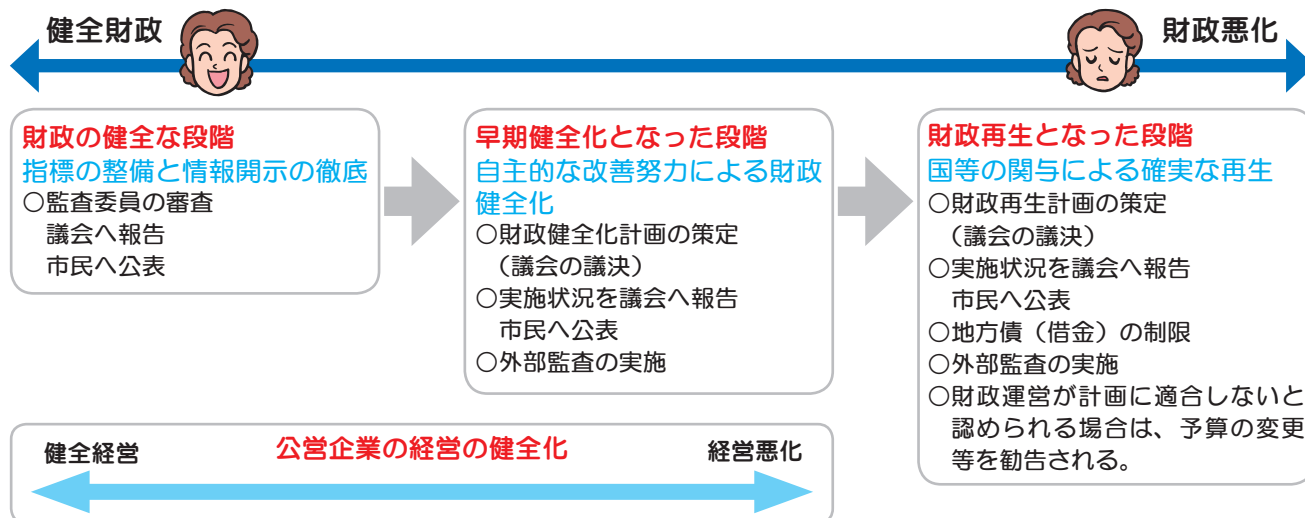 健全財政
財政悪化
財政の健全な段階
指標の整備と情報開示の徹底
○監査委員の審査
議会へ報告
市民へ公表
早期健全化となった段階
自主的な改善努力による財政
健全化
○財政健全化計画の策定
（議会の議決）
○実施状況を議会へ報告
市民へ公表
○外部監査の実施
財政再生となった段階
国等の関与による確実な再生
○財政再生計画の策定
（議会の議決）
○実施状況を議会へ報告
市民へ公表
○地方債（借金）の制限
○外部監査の実施
○財政運営が計画に適合しないと
認められる場合は、予算の変更
等を勧告される。
公営企業の経営の健全化
健全経営
経営悪化